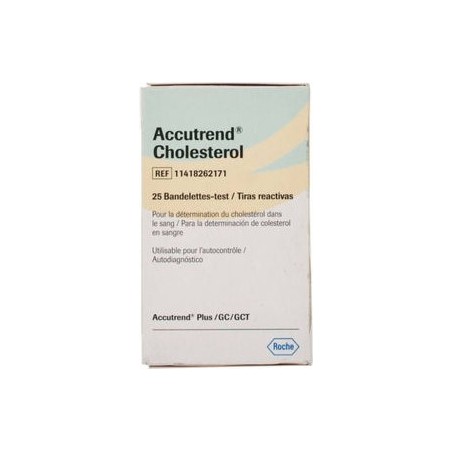 Accutrend®
Cholesterol
REF 11418262171
25 Bandelettes-test / Tiras reactivas
Pour la détermination du cholestérol dans
le sang / Para la determinación de colesterol
en sangre
Utilisable pour l'autocontrôle /
Autodiagnóstico
Accutrend® Plus /GC/GCT
Roche